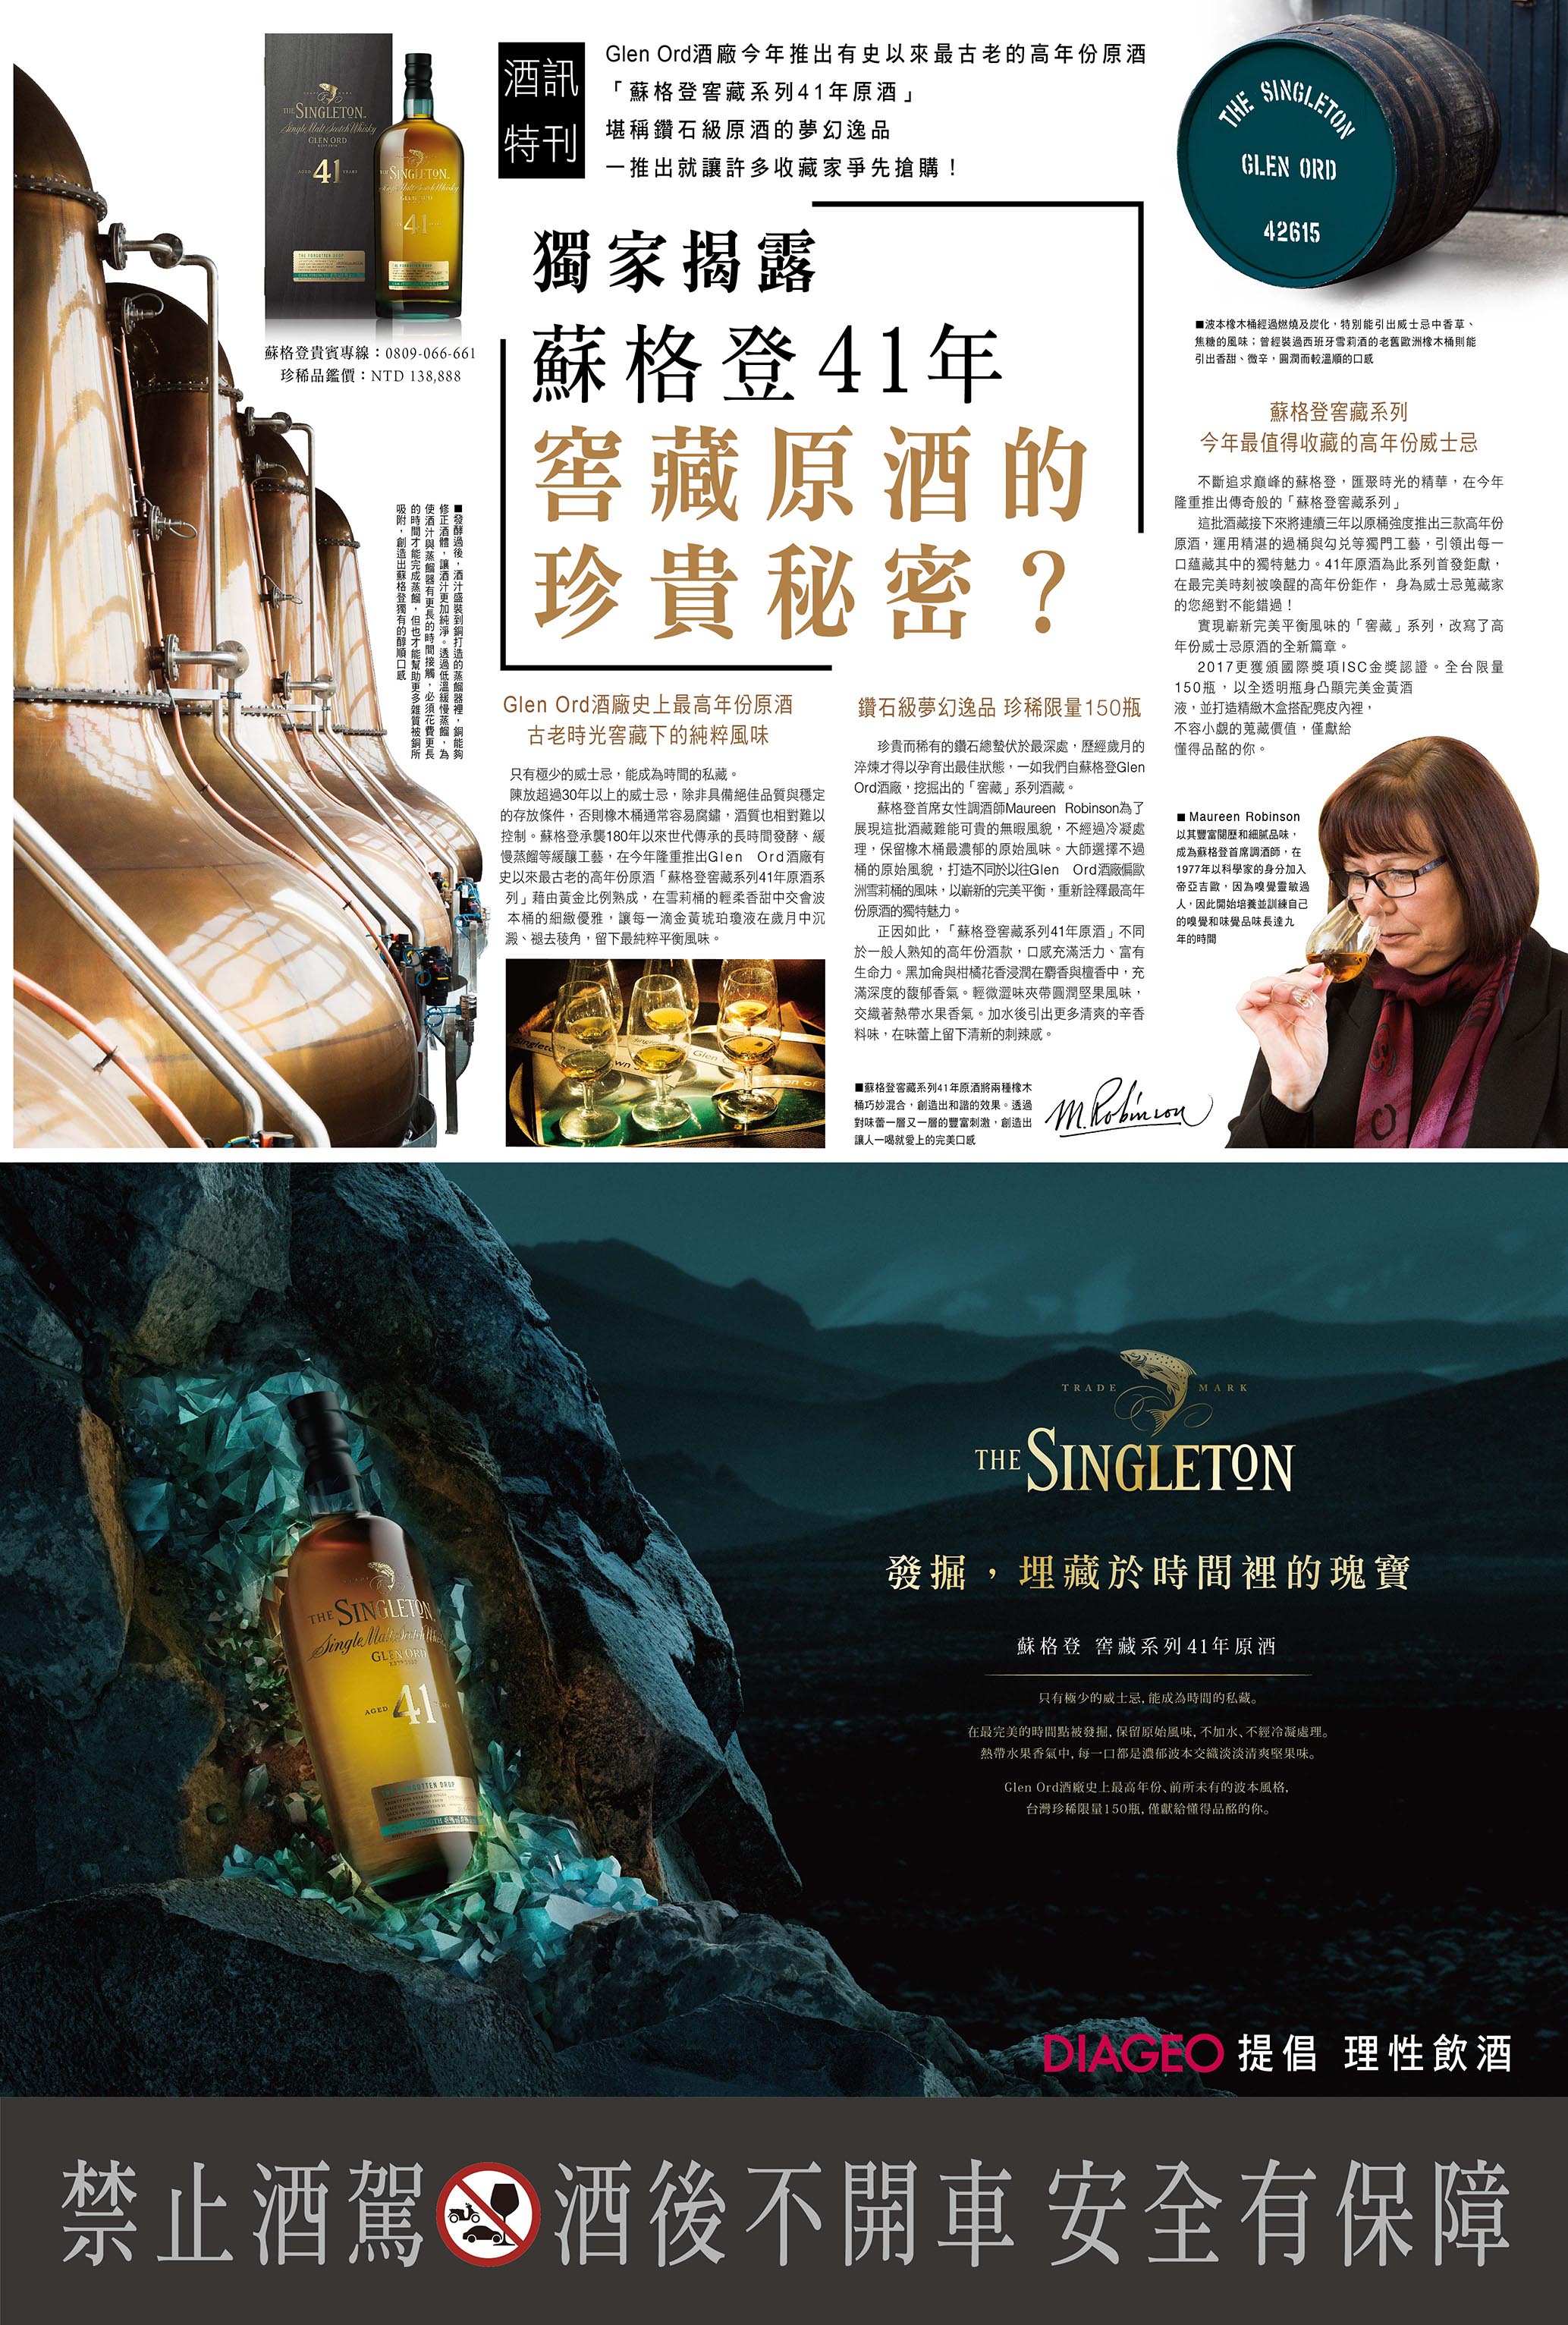 酒訊
特刊
Glen Ord酒廠今年推出有史以來最古老的高年份原酒
「蘇格登窖藏系列41年原酒」
堪稱鑽石級原酒的夢幻逸品
一推出就讓許多收藏家爭先搶購！
THE SINGLETON
Single Malt Scotch Whisky
GLEN ORD
AGED 41 YEARS
THE FORGOTTEN DROP
THE SINGLETON
Single Malt Scotch Whisky
GLEN ORD
41
蘇格登貴賓專線：0809-066-661
珍稀品鑑價：NTD 138,888
獨家揭露
蘇格登41年
窖藏原酒的
珍貴秘密？
■發酵過後，酒汁盛裝到銅打造的蒸餾器裡，銅能夠
修正酒體，讓酒汁更加純淨。透過低溫緩慢蒸餾，為
使酒汁與蒸餾器有更長的時間接觸，必須花費更長
的時間才能完成蒸餾，但也才能幫助更多雜質被銅所
吸附，創造出蘇格登獨有的醇順口感
Glen Ord酒廠史上最高年份原酒
古老時光窖藏下的純粹風味
只有極少的威士忌，能成為時間的私藏。
陳放超過30年以上的威士忌，除非具備絕佳品質與穩定
的存放條件，否則橡木桶通常容易腐鏽，酒質也相對難以
控制。蘇格登承襲180年以來世代傳承的長時間發酵、緩
慢蒸餾等緩釀工藝，在今年隆重推出Glen Ord酒廠有
史以來最古老的高年份原酒「蘇格登窖藏系列41年原酒系
列」藉由黃金比例熟成，在雪莉桶的輕柔香甜中交會波
本桶的細緻優雅，讓每一滴金黃琥珀瓊液在歲月中沉
澱、褪去稜角，留下最純粹平衡風味。
鑽石級夢幻逸品 珍稀限量150瓶
珍貴而稀有的鑽石總蟄伏於最深處，歷經歲月的
淬煉才得以孕育出最佳狀態，一如我們自蘇格登Glen
Ord酒廠，挖掘出的「窖藏」系列酒藏。
蘇格登首席女性調酒師Maureen Robinson為了
展現這批酒藏難能可貴的無暇風貌，不經過冷凝處
理，保留橡木桶最濃郁的原始風味。大師選擇不過
桶的原始風貌，打造不同於以往Glen Ord酒廠偏歐
洲雪莉桶的風味，以嶄新的完美平衡，重新詮釋最高年
份原酒的獨特魅力。
正因如此，「蘇格登窖藏系列41年原酒」不同
於一般人熟知的高年份酒款，口感充滿活力、富有
生命力。黑加侖與柑橘花香浸潤在麝香與檀香中，充
滿深度的馥郁香氣。輕微澀味夾帶圓潤堅果風味，
交織著熱帶水果香氣。加水後引出更多清爽的辛香
料味，在味蕾上留下清新的刺辣感。
■蘇格登窖藏系列41年原酒將兩種橡木
桶巧妙混合，創造出和諧的效果。透過
對味蕾一層又一層的豐富刺激，創造出
讓人一喝就愛上的完美口感
M. Robinson
THE SINGLETON
GLEN ORD
42615
■波本橡木桶經過燃燒及炭化，特別能引出威士忌中香草、
焦糖的風味；曾經裝過西班牙雪莉酒的老舊歐洲橡木桶則能
引出香甜、微辛，圓潤而較溫順的口感
蘇格登窖藏系列
今年最值得收藏的高年份威士忌
不斷追求巔峰的蘇格登，匯聚時光的精華，在今年
隆重推出傳奇般的「蘇格登窖藏系列」
這批酒藏接下來將連續三年以原桶強度推出三款高年份
原酒，運用精湛的過桶與勾兌等獨門工藝，引領出每一
口蘊藏其中的獨特魅力。41年原酒為此系列首發鉅獻，
在最完美時刻被喚醒的高年份鉅作， 身為威士忌蒐藏家
的您絕對不能錯過！
實現嶄新完美平衡風味的「窖藏」系列，改寫了高
年份威士忌原酒的全新篇章。
2017更獲頒國際獎項ISC金獎認證。全台限量
150瓶，以全透明瓶身凸顯完美金黃酒
液，並打造精緻木盒搭配麂皮內裡，
不容小覷的蒐藏價值，僅獻給
懂得品酩的你。
■ Maureen Robinson
以其豐富閱歷和細膩品味，
成為蘇格登首席調酒師，在
1977年以科學家的身分加入
帝亞吉歐，因為嗅覺靈敏過
人，因此開始培養並訓練自己
的嗅覺和味覺品味長達九
年的時間
TRADE MARK
THE SINGLETON
發掘，埋藏於時間裡的瑰寶
蘇格登 窖藏系列41年原酒
只有極少的威士忌，能成為時間的私藏。
在最完美的時間點被發掘，保留原始風味，不加水、不經冷凝處理。
熱帶水果香氣中，每一口都是濃郁波本交織淡淡清爽堅果味。
Glen Ord酒廠史上最高年份、前所未有的波本風格，
台灣珍稀限量150瓶，僅獻給懂得品酩的你。
THE SINGLETON
Single Malt Scotch Whisky
GLEN ORD
AGED 41
DIAGEO 提倡 理性飲酒
禁止酒駕 酒後不開車 安全有保障